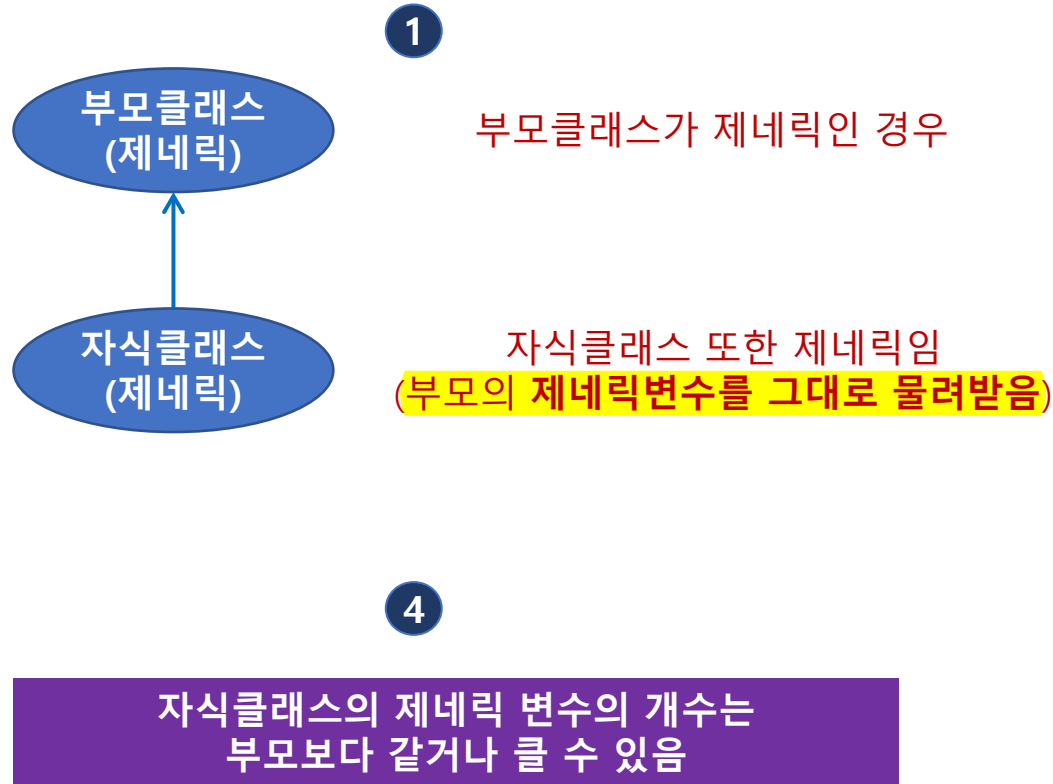 1
부모클래스
(제네릭)
부모클래스가 제네릭인 경우
자식클래스
(제네릭)
자식클래스 또한 제네릭임
(부모의 제네릭변수를 그대로 물려받음)
4
자식클래스의 제네릭 변수의 개수는
부모보다 같거나 클 수 있음